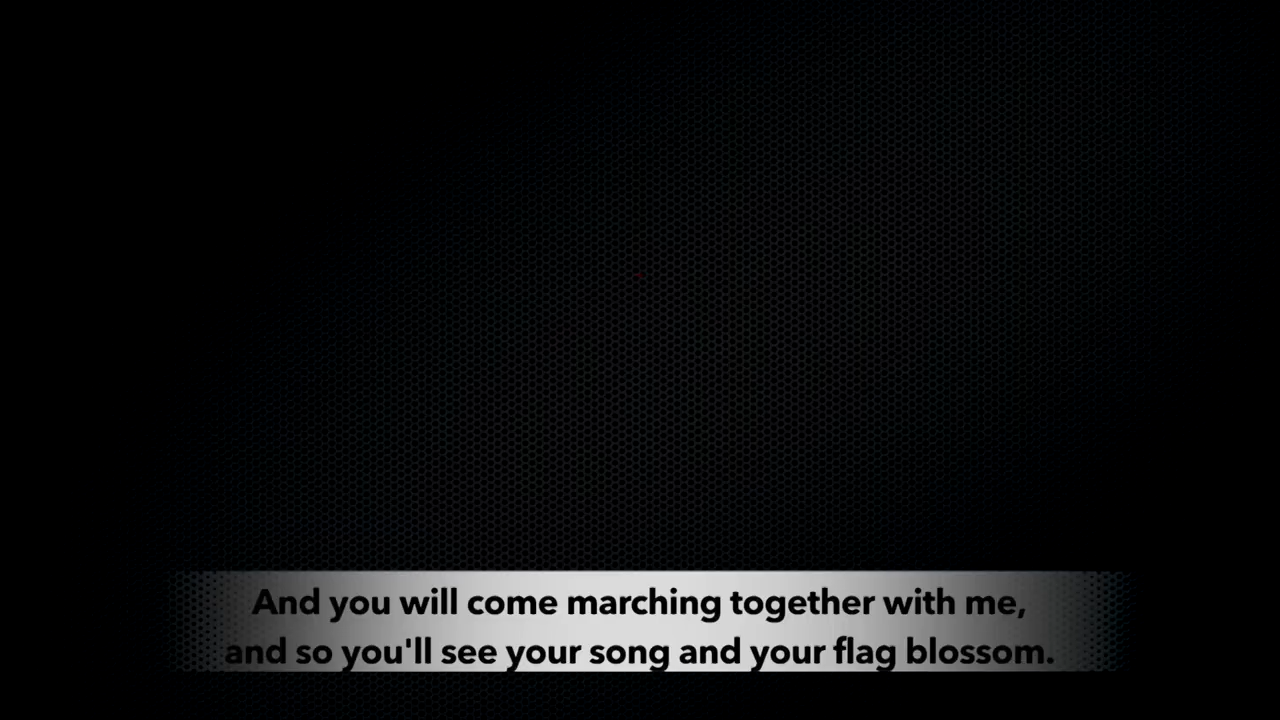 And you will come marching together with me,
and so you'll see your song and your flag blossom.